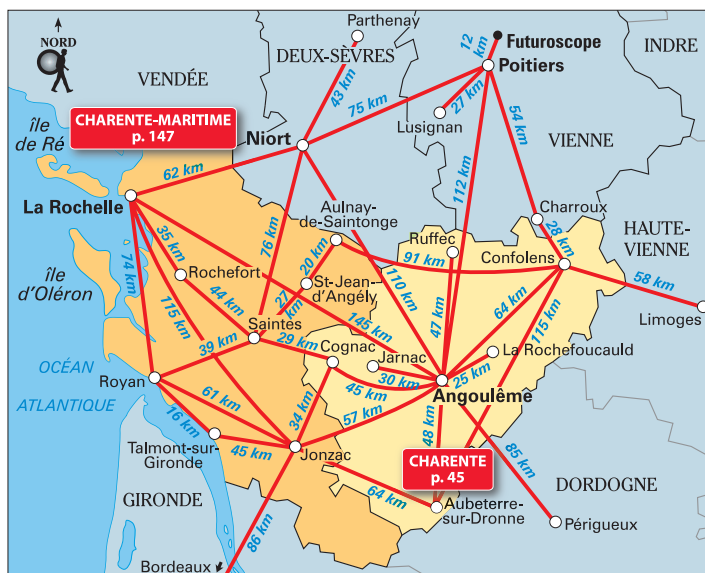 NORD
Parthenay
DEUX-SÈVRES
12 km
Futuroscope
Poitiers
INDRE
VENDÉE
43 km
75 km
27 km
Lusignan
54 km
VIENNE
CHARENTE-MARITIME
p. 147
Niort
île
de Ré
62 km
112 km
La Rochelle
Aulnay-
de-Saintonge
Charroux
HAUTE-
VIENNE
35 km
76 km
Ruffec
28 km
74 km
Rochefort
20 km
91 km
Confolens
île
d'Oléron
St-Jean-
d'Angély
110 km
58 km
Limoges
115 km
44 km
27 km
47 km
64 km
115 km
Saintes
145 km
39 km
29 km
Cognac
Jarnac
La Rochefoucauld
OCÉAN
ATLANTIQUE
Royan
30 km
25 km
45 km
Angoulême
61 km
34 km
57 km
16 km
48 km
85 km
Talmont-sur-
Gironde
45 km
Jonzac
CHARENTE
p. 45
64 km
DORDOGNE
GIRONDE
Aubeterre-
sur-Dronne
Périgueux
86 km
Bordeaux